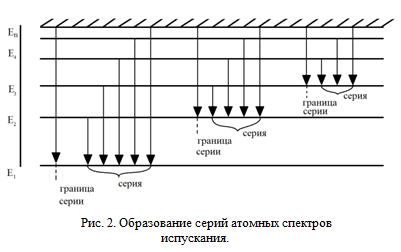 E₅
E₄
E₃
E₂
E₁
граница
серии
серия
граница
серии
серия
граница
серии
серия
Рис. 2. Образование серий атомных спектров
испускания.